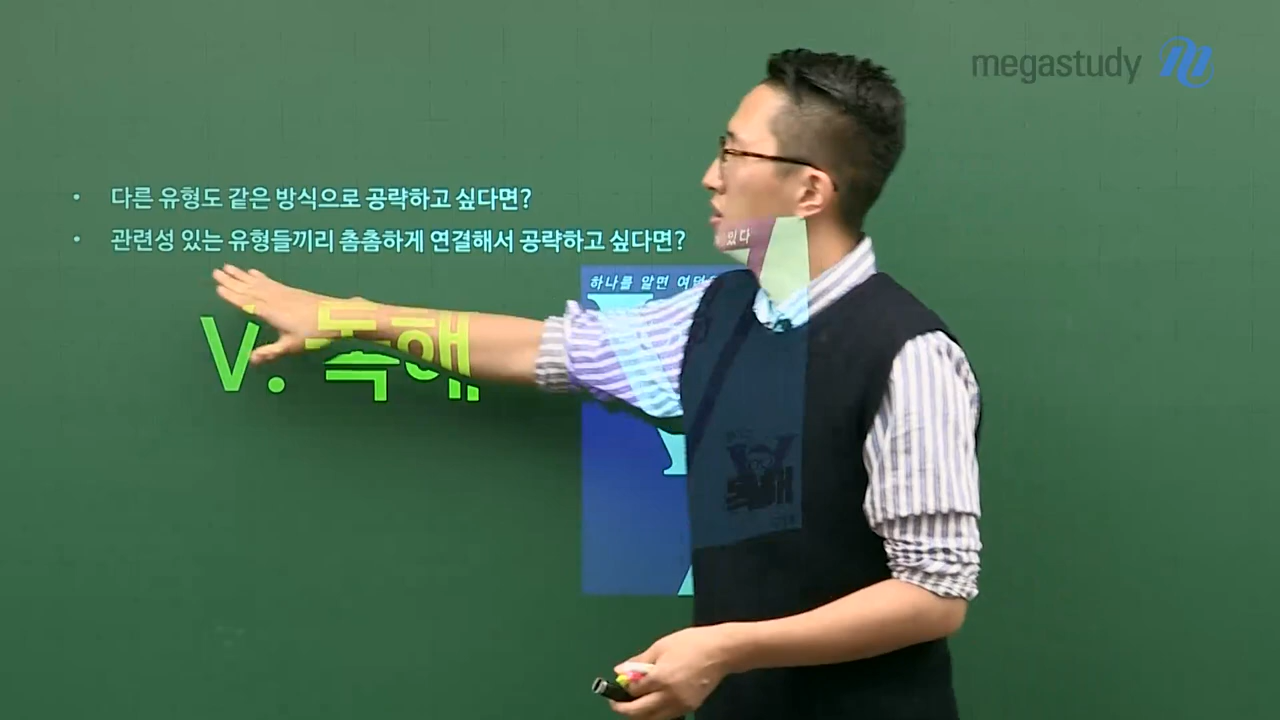 megastudy
다른 유형도 같은 방식으로 공략하고 싶다면?
관련성 있는 유형들끼리 촘촘하게 연결해서 공략하고 싶다면?
있다
하나를 알면
V. 독해